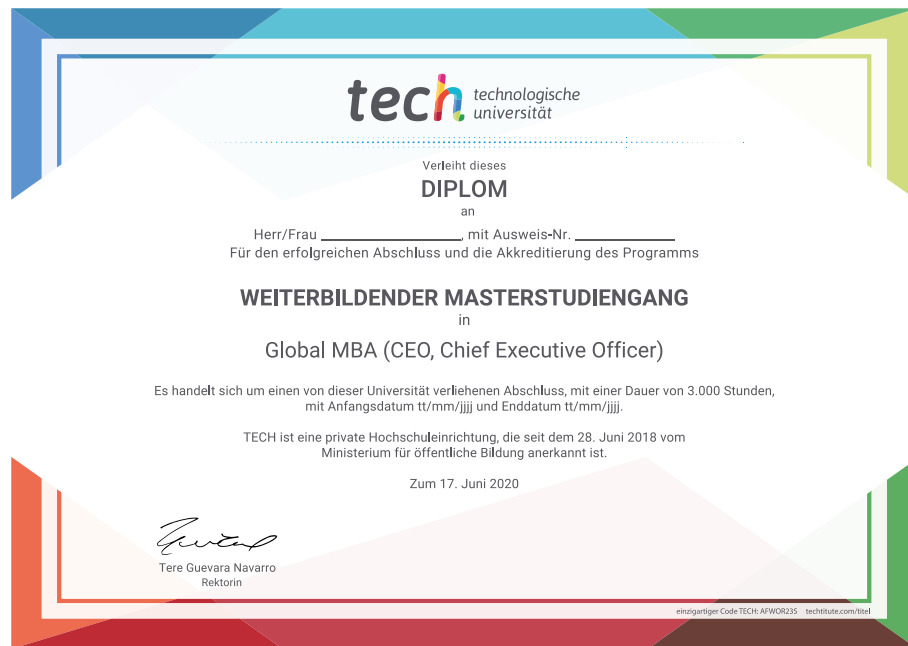 tech technologische
universität
Verleiht dieses
DIPLOM
an
Herr/Frau ________________, mit Ausweis-Nr. ____________
Für den erfolgreichen Abschluss und die Akkreditierung des Programms
WEITERBILDENDER MASTERSTUDIENGANG
in
Global MBA (CEO, Chief Executive Officer)
Es handelt sich um einen von dieser Universität verliehenen Abschluss, mit einer Dauer von 3.000 Stunden,
mit Anfangsdatum tt/mm/jjjj und Enddatum tt/mm/jjjj.
TECH ist eine private Hochschuleinrichtung, die seit dem 28. Juni 2018 vom
Ministerium für öffentliche Bildung anerkannt ist.
Zum 17. Juni 2020
Tere Guevara Navarro
Rektorin
einzigartiger Code TECH: AFWOR23S techtitute.com/titel